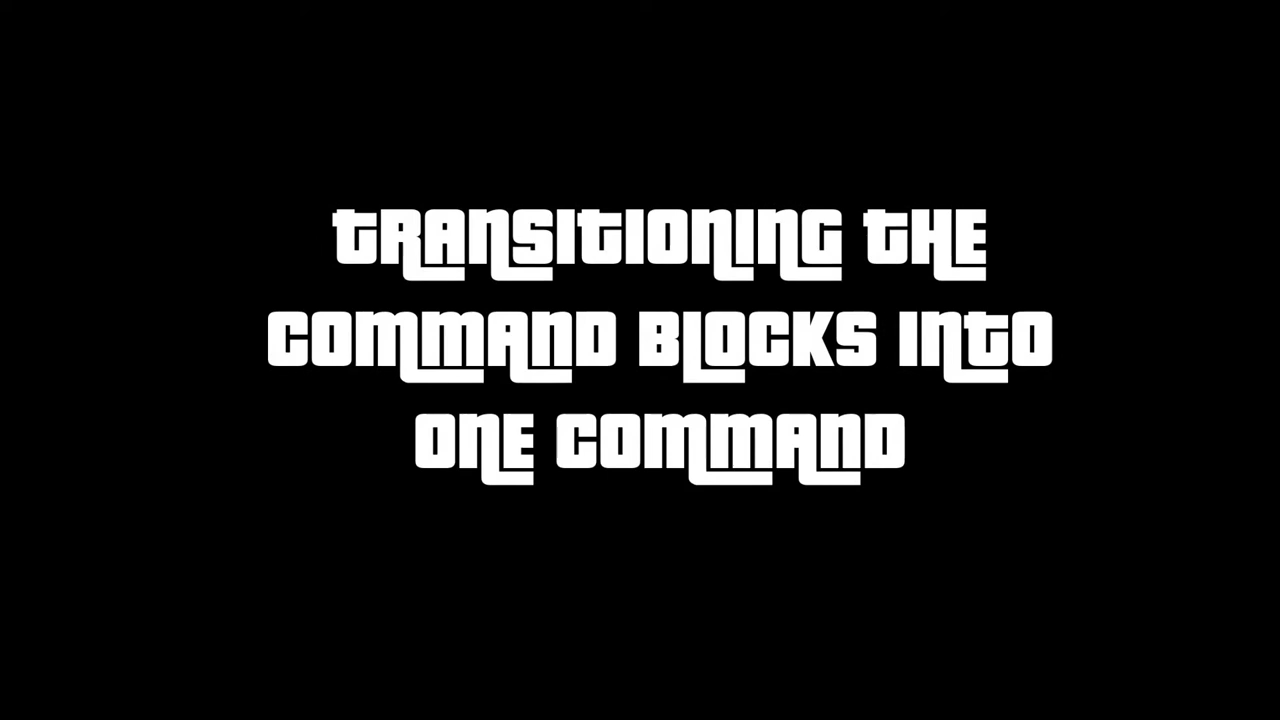 TRANSITIONING THE
COMMAND BLOCKS INTO
ONE COMMAND